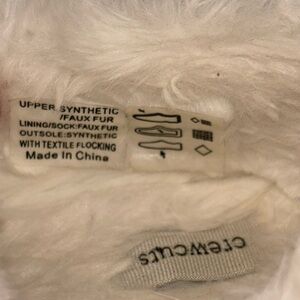 UPPER SYNTHETIC
/FAUX FUR
LINING/SOCK:FAUX FUR
OUTSOLE:SYNTHETIC
WITH TEXTILE FLOCKING
Made In China
crewcuts